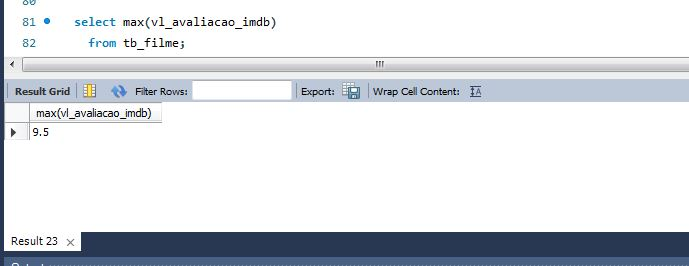 80
81 select max(vl_avaliacao_imdb)
82 from tb_filme;
Result Grid Filter Rows: Export: Wrap Cell Content:
max(vl_avaliacao_imdb)
9.5
Result 23